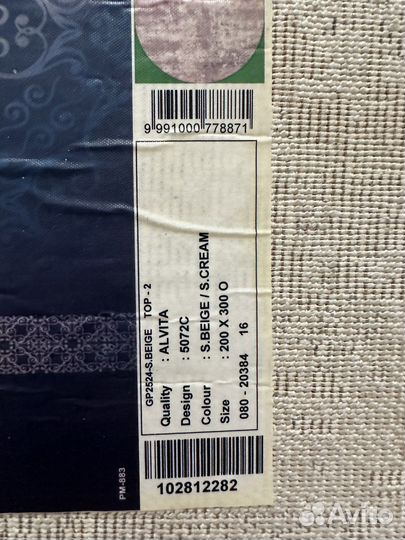 9 991000 778871
GP2524-S.BEIGE TOP - 2
Quality : ALVITA
Design : 5072C
Colour : S.BEIGE / S.CREAM
Size : 200 X 300 O
080 - 20384 16
102812282
PM-883
Avito